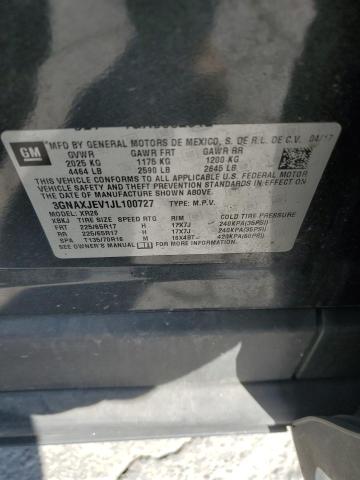 GM
MFD BY GENERAL MOTORS DE MEXICO, S. DE R.L. DE C.V. 04/17
GVWR GAWR FRT GAWR RR
2025 KG 1175 KG 1200 KG
4464 LB 2590 LB 2645 LB
THIS VEHICLE CONFORMS TO ALL APPLICABLE U.S. FEDERAL MOTOR
VEHICLE SAFETY, BUMPER, AND THEFT PREVENTION STANDARDS
IN EFFECT ON THE DATE OF MANUFACTURE SHOWN ABOVE.
3GNAXJEV1JL100727 TYPE: M.P.V.
MODEL: XR26
XBKJ TIRE SIZE SPEED RTG RIM COLD TIRE PRESSURE
FRT 225/65R17 H 17X7J 240KPA(35PSI)
RR 225/65R17 H 17X7J 240KPA(35PSI)
SPA T135/70R16 M 16X4BT 420KPA(60PSI)
SEE OWNER'S MANUAL FOR ADDITIONAL INFORMATION.